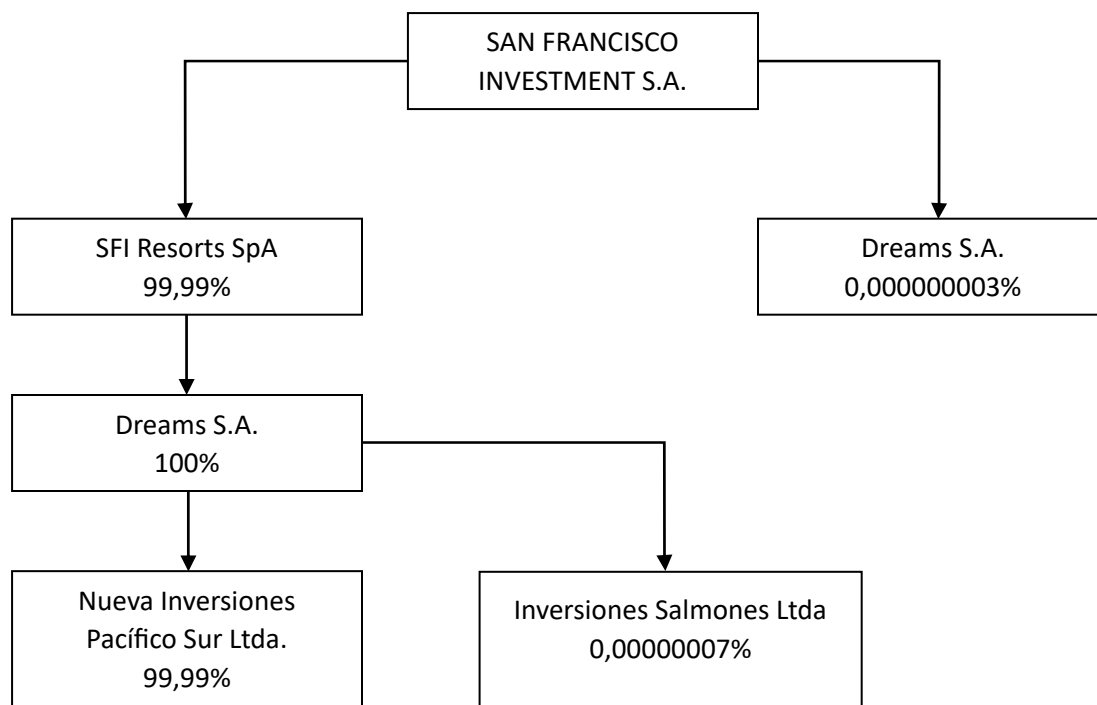 SAN FRANCISCO
INVESTMENT S.A.
SFI Resorts SpA
99,99%
Dreams S.A.
0,000000003%
Dreams S.A.
100%
Nueva Inversiones
Pacífico Sur Ltda.
99,99%
Inversiones Salmones Ltda
0,00000007%